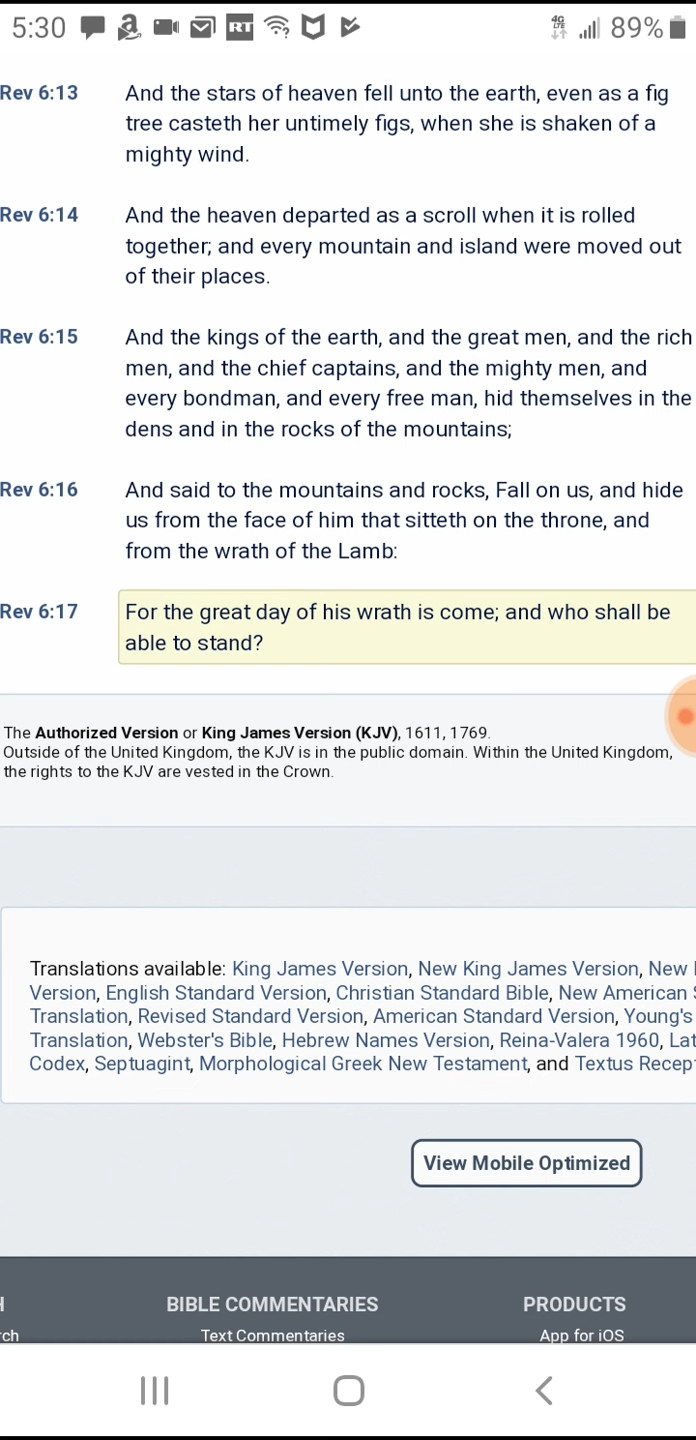 5:30 RT 4G LTE 89%
Rev 6:13 And the stars of heaven fell unto the earth, even as a fig
tree casteth her untimely figs, when she is shaken of a
mighty wind.
Rev 6:14 And the heaven departed as a scroll when it is rolled
together; and every mountain and island were moved out
of their places.
Rev 6:15 And the kings of the earth, and the great men, and the rich
men, and the chief captains, and the mighty men, and
every bondman, and every free man, hid themselves in the
dens and in the rocks of the mountains;
Rev 6:16 And said to the mountains and rocks, Fall on us, and hide
us from the face of him that sitteth on the throne, and
from the wrath of the Lamb:
Rev 6:17 For the great day of his wrath is come; and who shall be
able to stand?
The Authorized Version or King James Version (KJV), 1611, 1769.
Outside of the United Kingdom, the KJV is in the public domain. Within the United Kingdom,
the rights to the KJV are vested in the Crown.
Translations available: King James Version, New King James Version, New
Version, English Standard Version, Christian Standard Bible, New American
Translation, Revised Standard Version, American Standard Version, Young's
Translation, Webster's Bible, Hebrew Names Version, Reina-Valera 1960, Lat
Codex, Septuagint, Morphological Greek New Testament, and Textus Recep
View Mobile Optimized
BIBLE COMMENTARIES PRODUCTS
rch Text Commentaries App for iOS